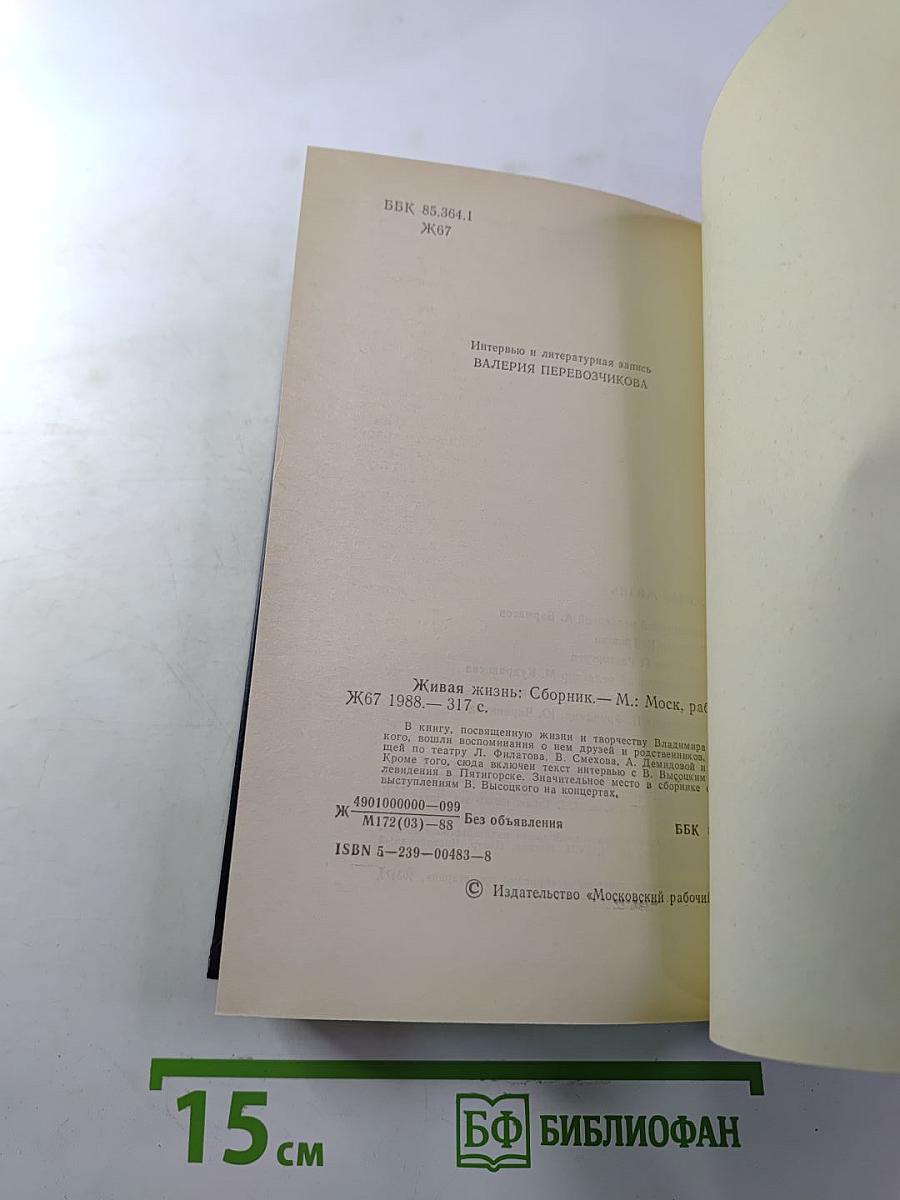 ББК 85.364.1
Ж67
Интервью и литературная запись
ВАЛЕРИЯ ПЕРЕВОЗЧИКОВА
Живая жизнь: Сборник.— М.: Моск. раб
Ж67 1988.— 317 с.
В книгу, посвященную жизни и творчеству Владимира
кого, вошли воспоминания о нем друзей и родственников,
щей по театру Л. Филатова, В. Смехова, А. Демидовой и
Кроме того, сюда включен текст интервью с В. Высоцким
левидения в Пятигорске. Значительное место в сборнике
выступлениям В. Высоцкого на концертах.
Ж 4901000000—099 Без объявления
М172(03)—88
ББК
ISBN 5—239—00483—8
© Издательство «Московский рабочий
15 см
БФ БИБЛИОФАН